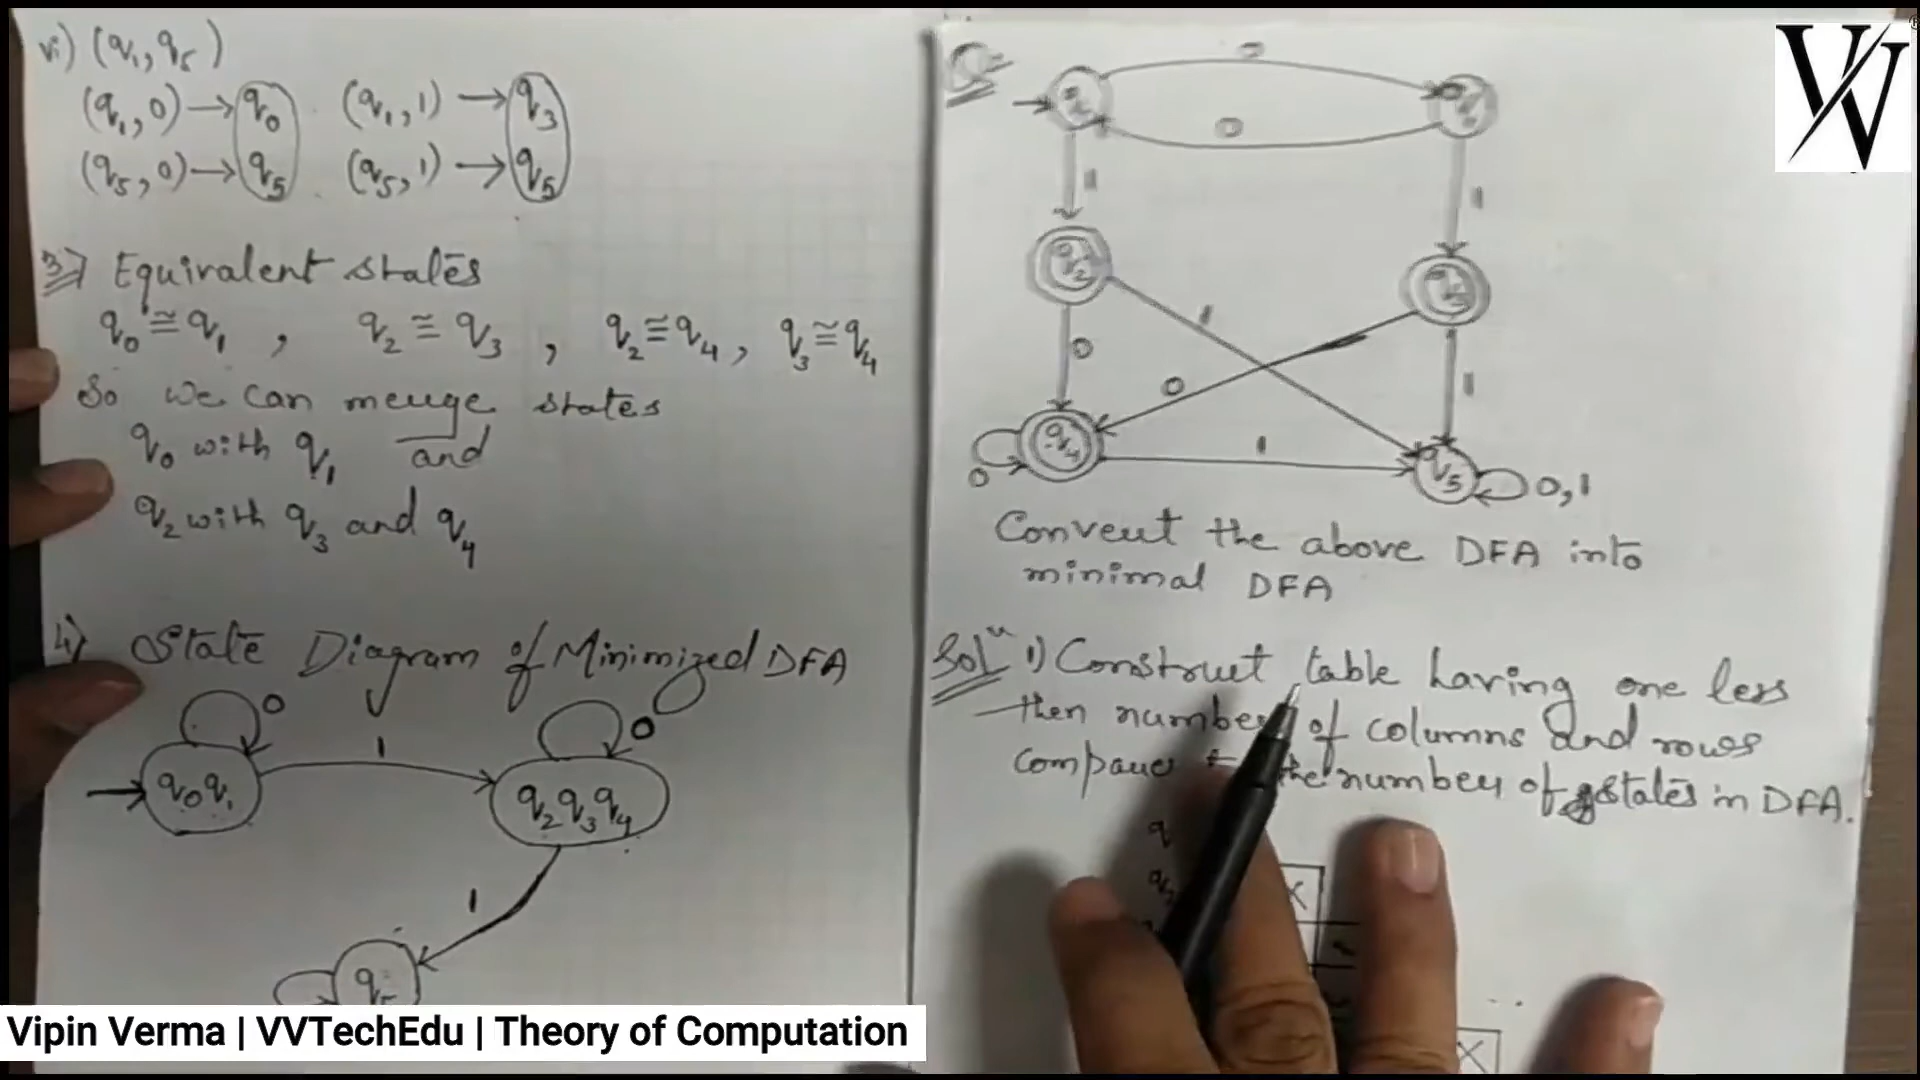 vi) (q1, q5)
(q1, 0) → q0 (q1, 1) → q3
(q5, 0) → q5 (q5, 1) → q5
3) Equivalent states
q0 ≅ q1 , q2 ≅ q3 , q2 ≅ q4 , q3 ≅ q4
So we can merge states
q0 with q1 and
q2 with q3 and q4
4) State Diagram of Minimized DFA
0 0
1
q0q1 q2q3q4
1
Vipin Verma | VVTechEdu | Theory of Computation
VV
0
0
1 1
q2 q3
1
0 0 1
q4 1 q5
0 0,1
Convert the above DFA into
minimal DFA
Soln 1) Construct table having one less
then number of columns and rows
the number of states in DFA.
X
X